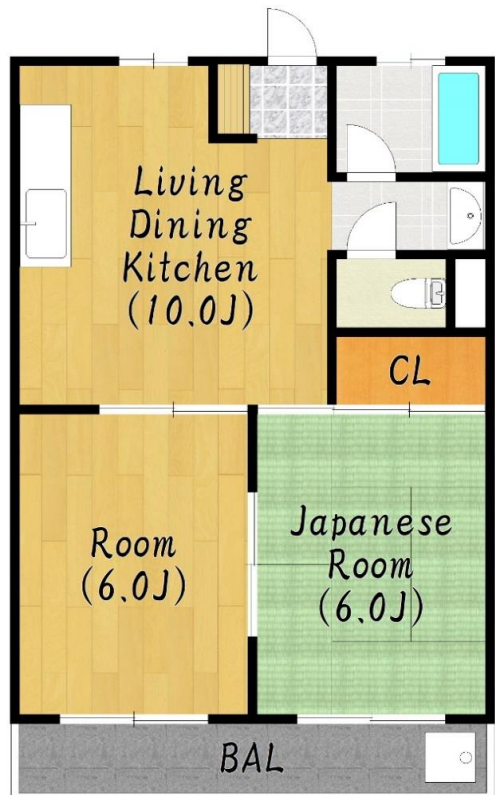 Living
Dining
Kitchen
(10.0J)
CL
Room
(6.0J)
Japanese
Room
(6.0J)
BAL